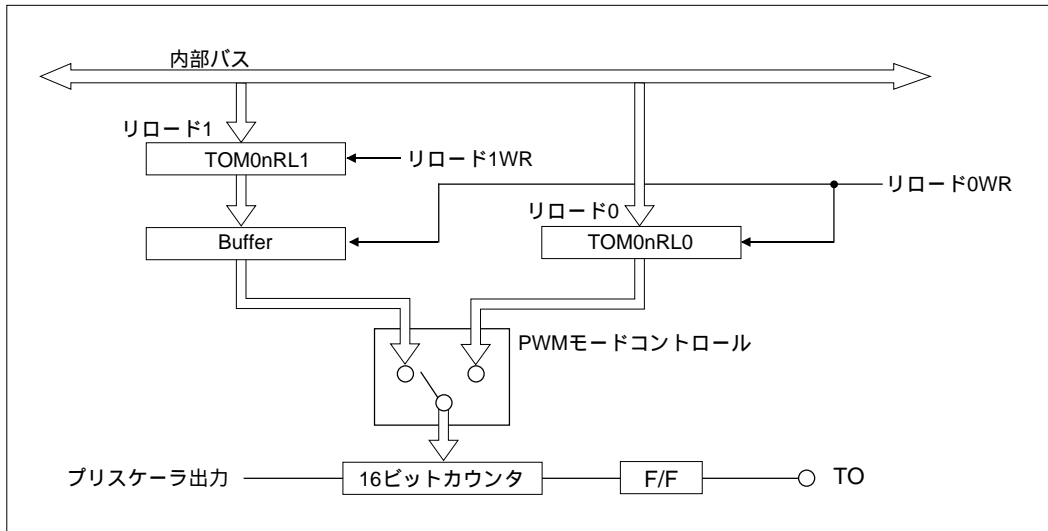 内部バス
リロード1
TOM0nRL1
リロード1WR
リロード0WR
リロード0
Buffer
TOM0nRL0
PWMモードコントロール
プリスケーラ出力
16ビットカウンタ
F/F
TO